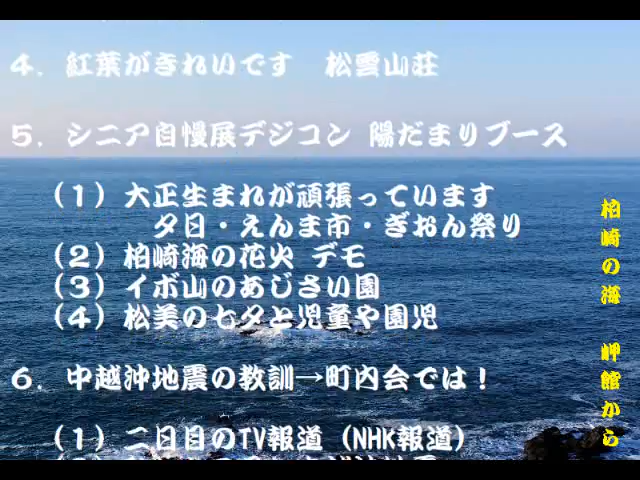 4．紅葉がきれいです　松雲山荘
5．シニア自慢展デジコン 陽だまりブース
（1）大正生まれが頑張っています
夕日・えんま市・ぎおん祭り
（2）柏崎海の花火 デモ
（3）イボ山のあじさい園
（4）松美の七夕と児童や園児
6．中越沖地震の教訓→町内会では！
（1）二日目のTV報道（NHK報道）
柏崎の海　岬館から